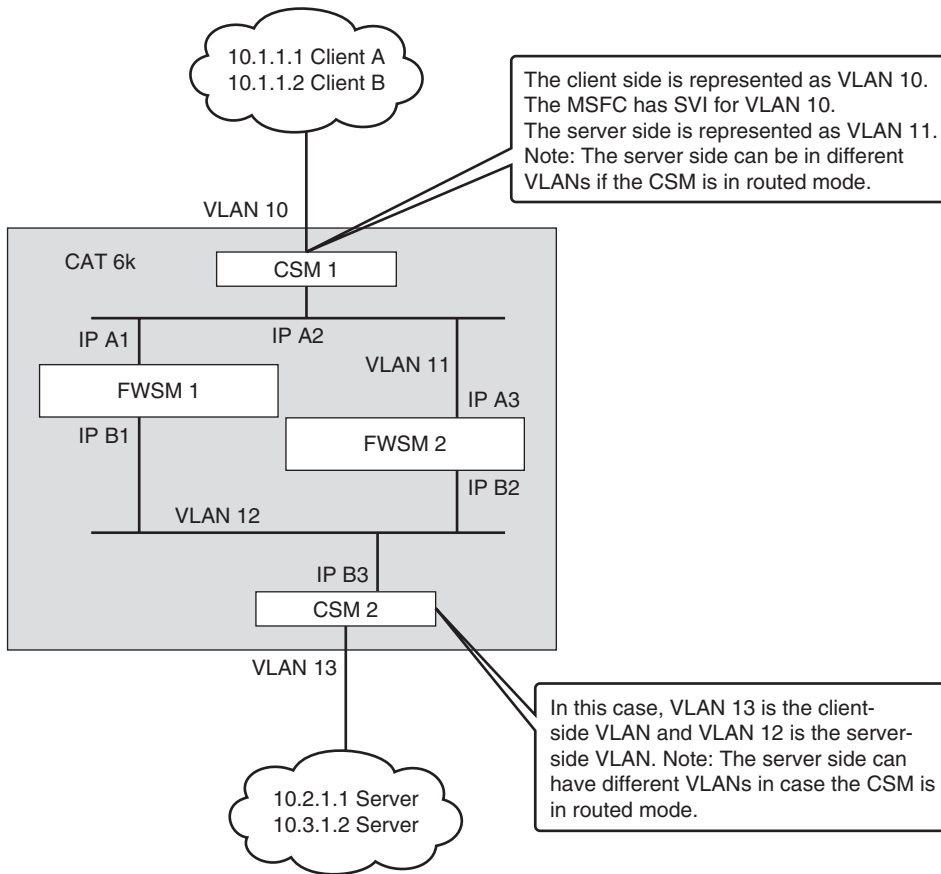 10.1.1.1 Client A
10.1.1.2 Client B
The client side is represented as VLAN 10.
The MSFC has SVI for VLAN 10.
The server side is represented as VLAN 11.
Note: The server side can be in different
VLANs if the CSM is in routed mode.
VLAN 10
CAT 6k
CSM 1
IP A1
IP A2
VLAN 11
FWSM 1
IP A3
IP B1
FWSM 2
IP B2
VLAN 12
IP B3
CSM 2
VLAN 13
In this case, VLAN 13 is the client-
side VLAN and VLAN 12 is the server-
side VLAN. Note: The server side can
have different VLANs in case the CSM is
in routed mode.
10.2.1.1 Server
10.3.1.2 Server